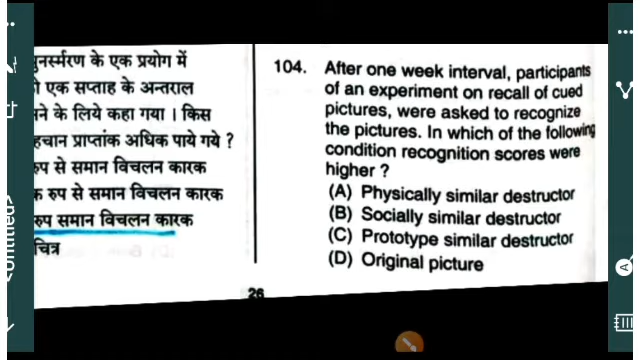 पुनर्स्मरण के एक प्रयोग में
एक सप्ताह के अन्तराल
के लिये कहा गया । किस
पहचान प्राप्तांक अधिक पाये गये ?
रुप से समान विचलन कारक
रुप से समान विचलन कारक
रुप समान विचलन कारक
चित्र
104. After one week interval, participants
of an experiment on recall of cued
pictures, were asked to recognize
the pictures. In which of the following
condition recognition scores were
higher ?
(A) Physically similar destructor
(B) Socially similar destructor
(C) Prototype similar destructor
(D) Original picture
26